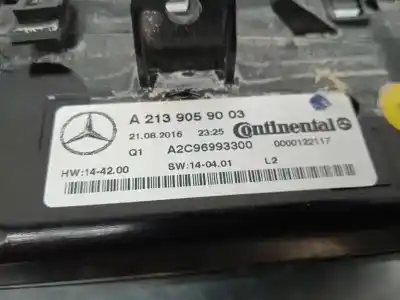 A 213 905 90 03
21.08.2016 23:25 Continental
Q1 A2C96993300 0000122117
HW:14-42.00 SW:14-04.01 L2